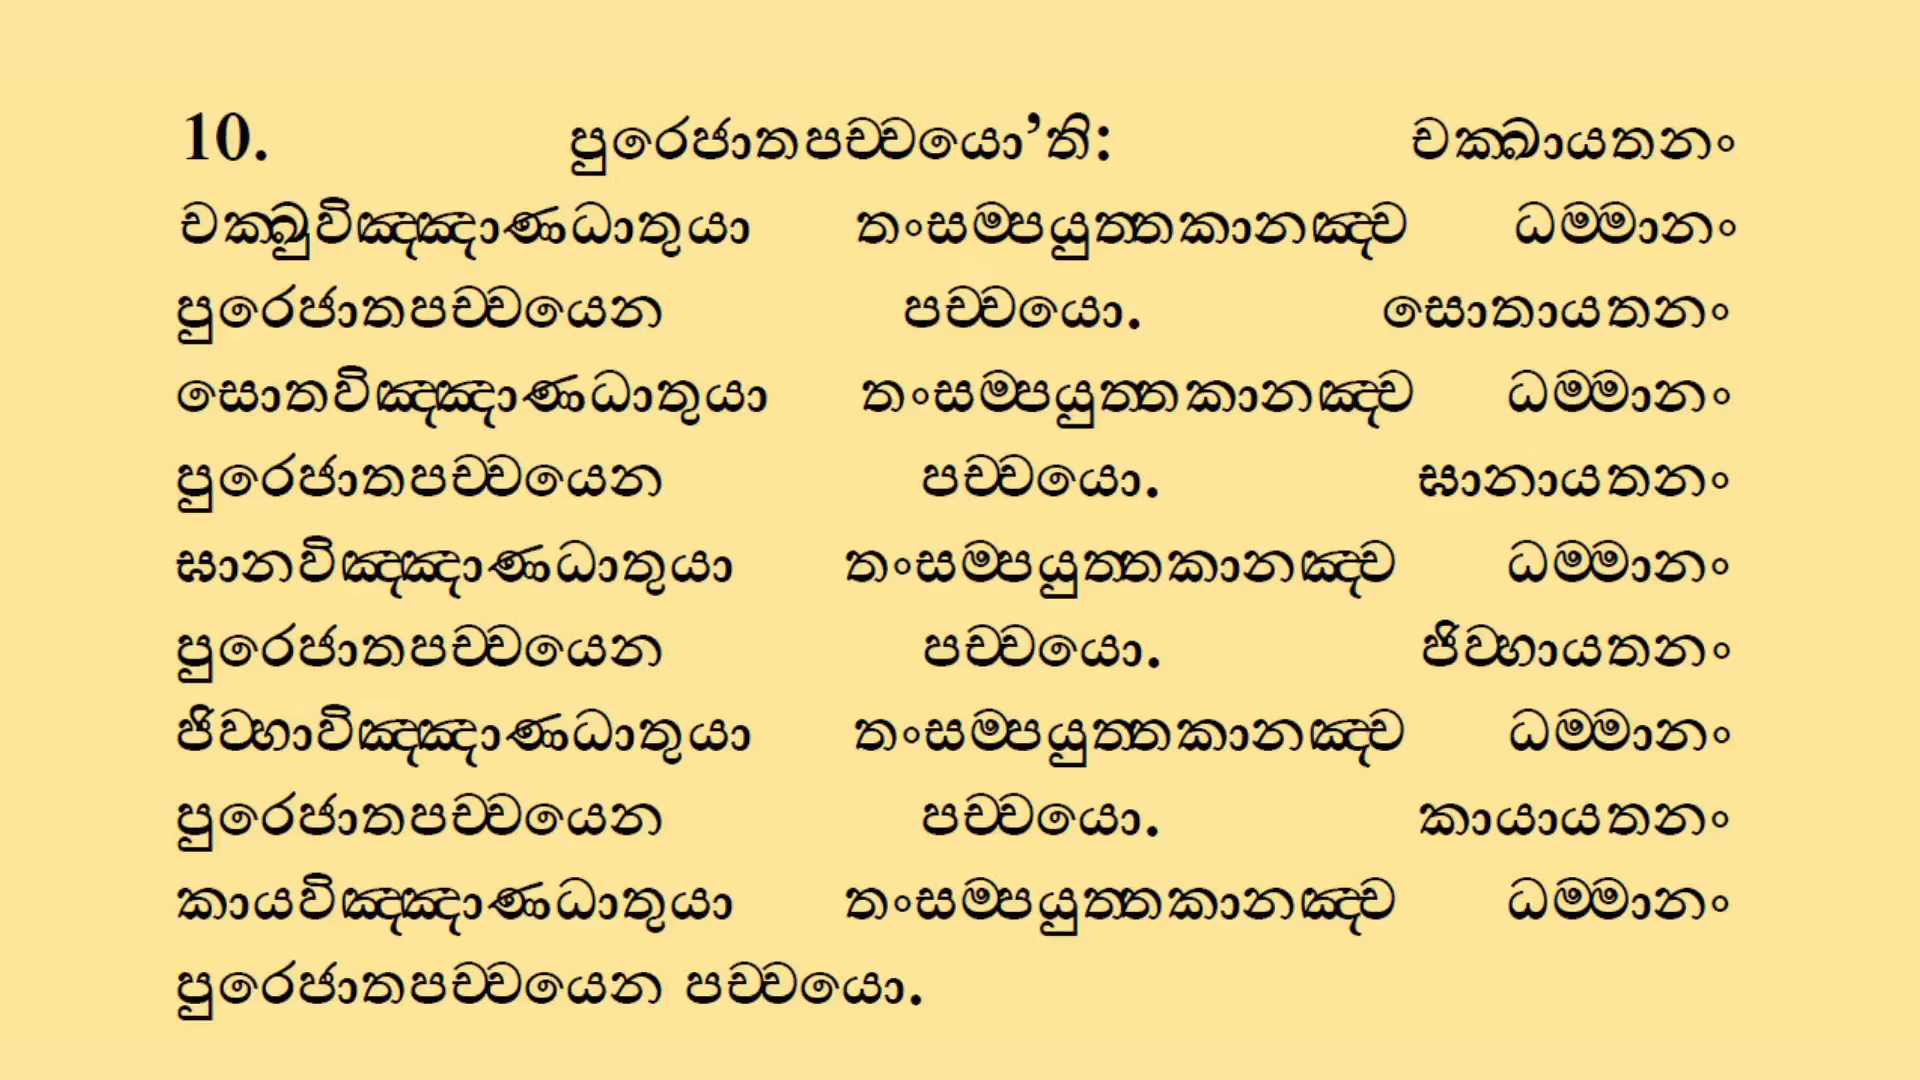 10. පුරෙජාතපච‍්චයො’ති: චක‍්ඛායතනං
චක‍්ඛුවිඤ‍්ඤාණධාතුයා තංසම‍්පයුත‍්තකානඤ‍්ච ධම‍්මානං
පුරෙජාතපච‍්චයෙන පච‍්චයො. සොතායතනං
සොතවිඤ‍්ඤාණධාතුයා තංසම‍්පයුත‍්තකානඤ‍්ච ධම‍්මානං
පුරෙජාතපච‍්චයෙන පච‍්චයො. ඝානායතනං
ඝානවිඤ‍්ඤාණධාතුයා තංසම‍්පයුත‍්තකානඤ‍්ච ධම‍්මානං
පුරෙජාතපච‍්චයෙන පච‍්චයො. ජිව‍්හායතනං
ජිව‍්හාවිඤ‍්ඤාණධාතුයා තංසම‍්පයුත‍්තකානඤ‍්ච ධම‍්මානං
පුරෙජාතපච‍්චයෙන පච‍්චයො. කායායතනං
කායවිඤ‍්ඤාණධාතුයා තංසම‍්පයුත‍්තකානඤ‍්ච ධම‍්මානං
පුරෙජාතපච‍්චයෙන පච‍්චයො.